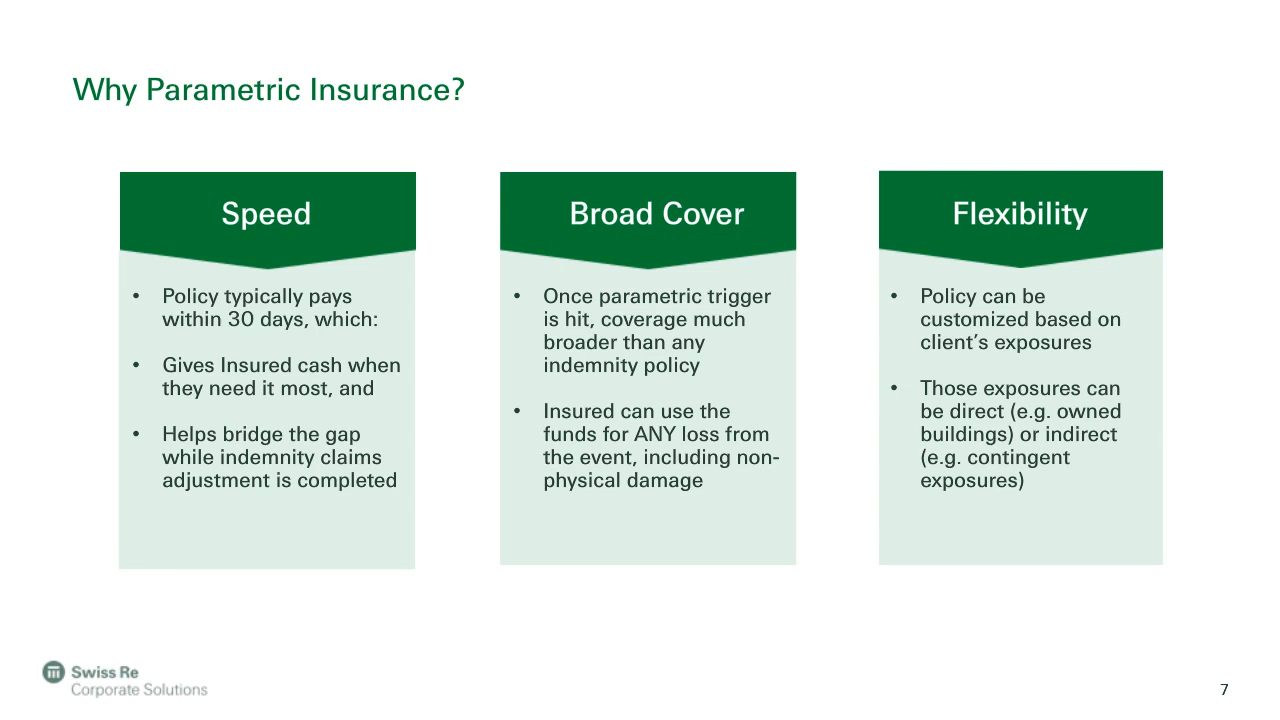 Why Parametric Insurance?
Speed
• Policy typically pays
within 30 days, which:
• Gives Insured cash when
they need it most, and
• Helps bridge the gap
while indemnity claims
adjustment is completed
Broad Cover
• Once parametric trigger
is hit, coverage much
broader than any
indemnity policy
• Insured can use the
funds for ANY loss from
the event, including non-
physical damage
Flexibility
• Policy can be
customized based on
client’s exposures
• Those exposures can
be direct (e.g. owned
buildings) or indirect
(e.g. contingent
exposures)
Swiss Re
Corporate Solutions
7